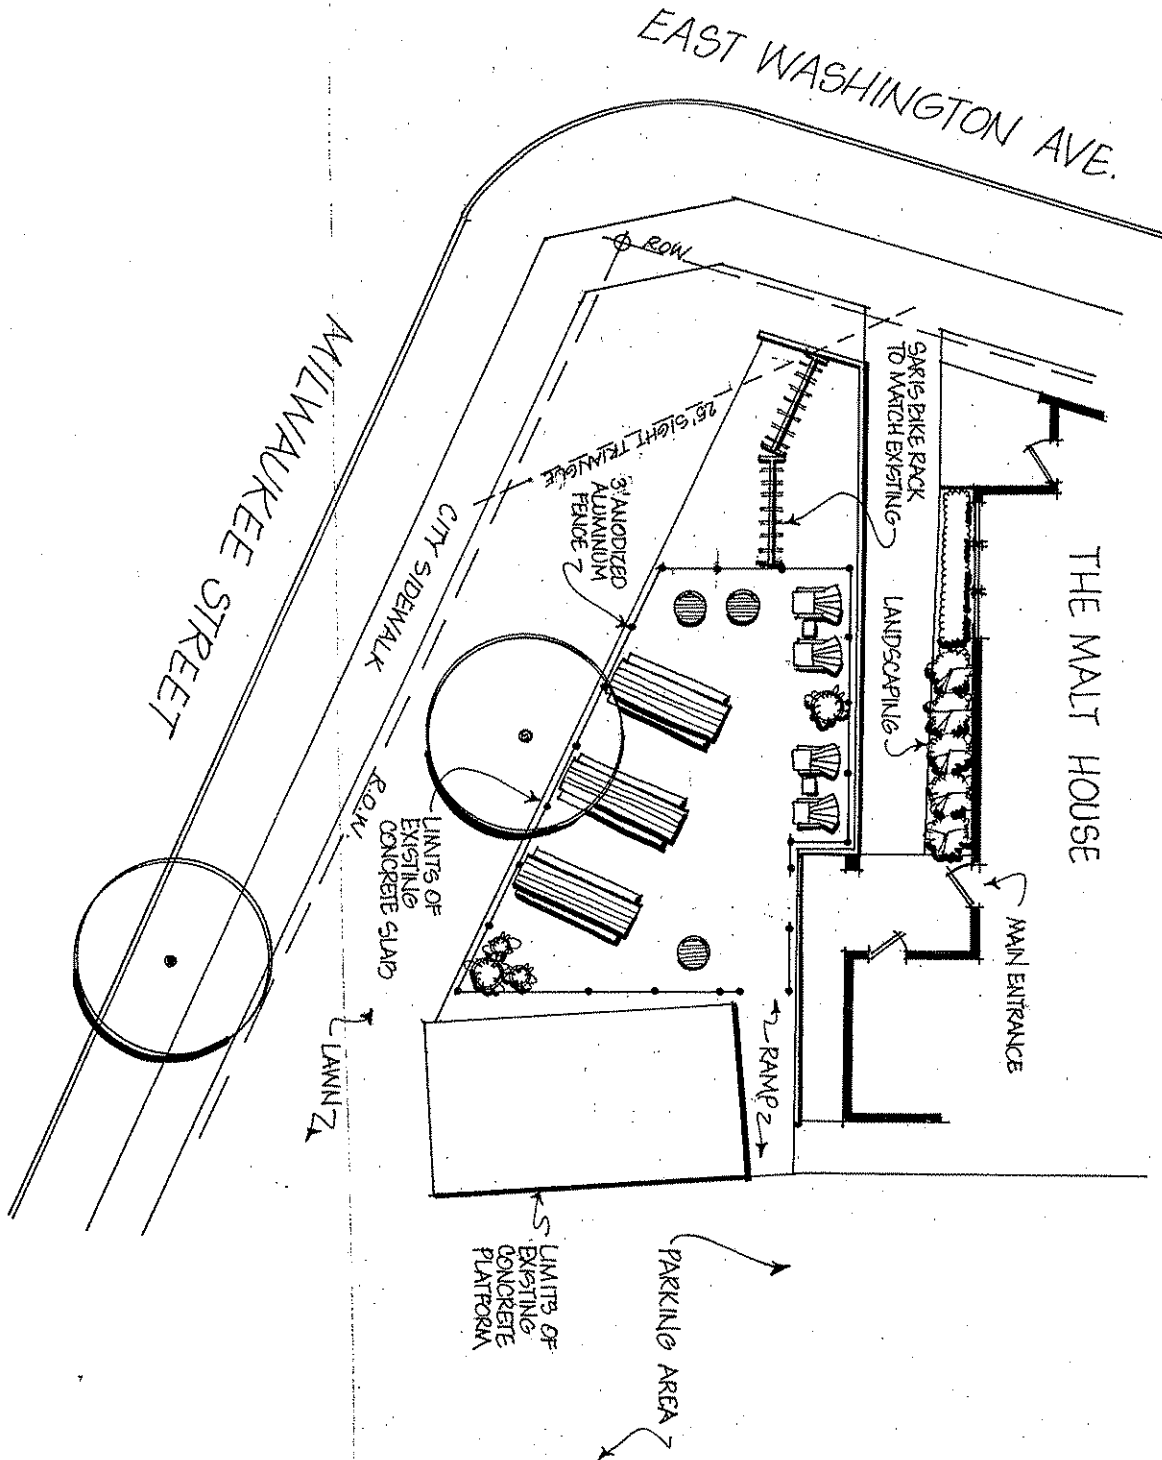 EAST WASHINGTON AVE.
ROW
MILWAUKEE STREET
CITY SIDEWALK
R.O.W.
25' SIGHT TRIANGLE
3' ANODIZED
ALUMINUM
FENCE
SARIS BIKE RACK
TO MATCH EXISTING
LANDSCAPING
THE MALT HOUSE
MAIN ENTRANCE
LIMITS OF
EXISTING
CONCRETE SLAB
LAWN
RAMP
LIMITS OF
EXISTING
CONCRETE
PLATFORM
PARKING AREA